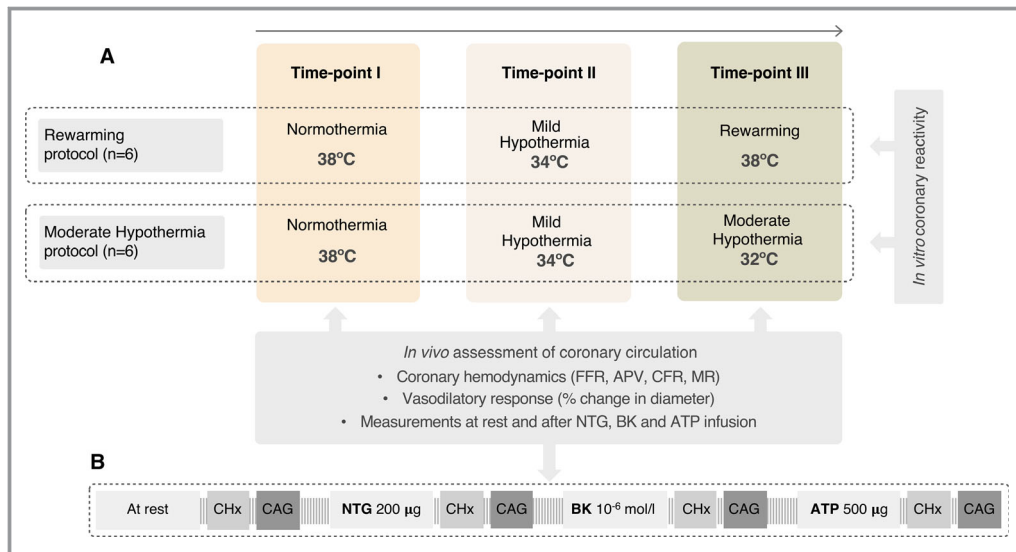 A
Time-point I
Time-point II
Time-point III
Rewarming
protocol (n=6)
Normothermia
38ºC
Mild
Hypothermia
34ºC
Rewarming
38ºC
Moderate Hypothermia
protocol (n=6)
Normothermia
38ºC
Mild
Hypothermia
34ºC
Moderate
Hypothermia
32ºC
In vitro coronary reactivity
In vivo assessment of coronary circulation
• Coronary hemodynamics (FFR, APV, CFR, MR)
• Vasodilatory response (% change in diameter)
• Measurements at rest and after NTG, BK and ATP infusion
B
At rest CHx CAG NTG 200 µg CHx CAG BK 10⁻⁶ mol/l CHx CAG ATP 500 µg CHx CAG